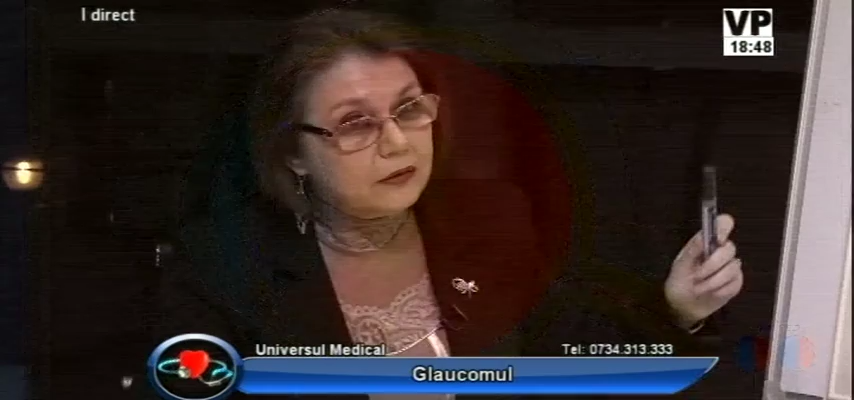 I direct
VP
18:48
Universul Medical
Tel: 0734.313.333
Glaucomul